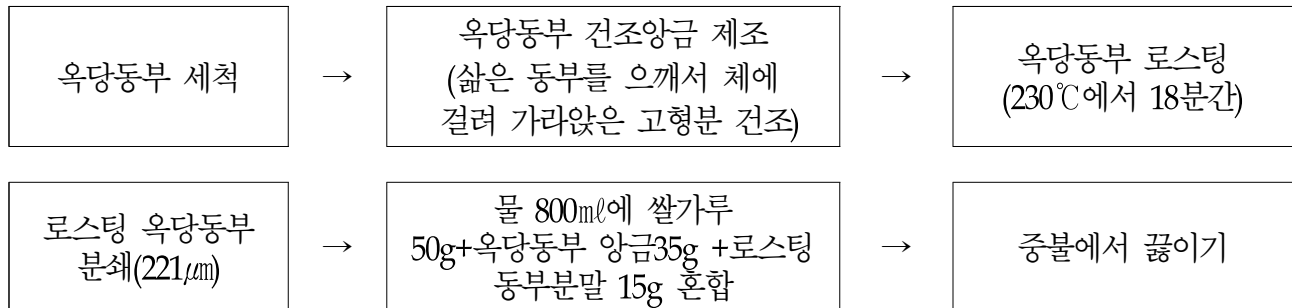 옥당동부 세척
→
옥당동부 건조앙금 제조
(삶은 동부를 으깨서 체에
걸러 가라앉은 고형분 건조)
→
옥당동부 로스팅
(230℃에서 18분간)
로스팅 옥당동부
분쇄(221㎛)
→
물 800㎖에 쌀가루
50g+옥당동부 앙금35g +로스팅
동부분말 15g 혼합
→
중불에서 끓이기